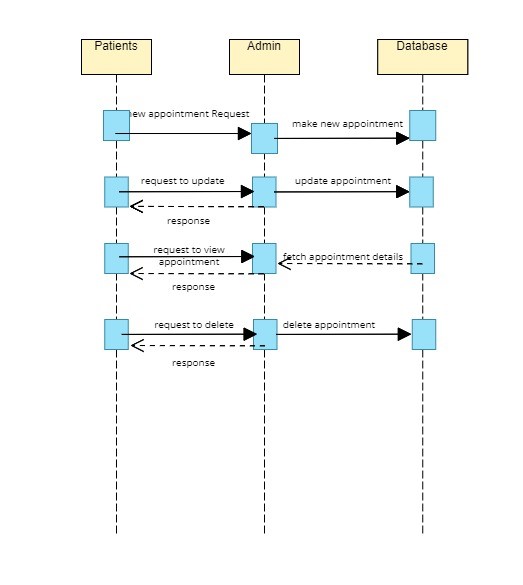 Patients
Admin
Database
new appointment Request
make new appointment
request to update
update appointment
response
request to view
appointment
fetch appointment details
response
request to delete
delete appointment
response